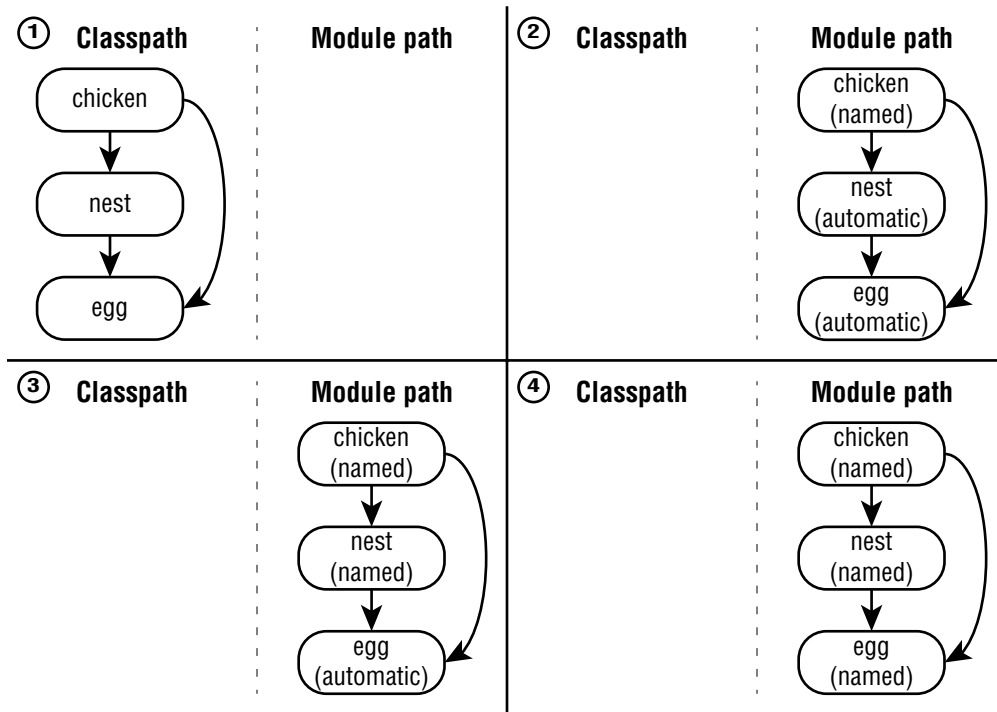 1 Classpath Module path
chicken
nest
egg
2 Classpath Module path
chicken
(named)
nest
(automatic)
egg
(automatic)
3 Classpath Module path
chicken
(named)
nest
(named)
egg
(automatic)
4 Classpath Module path
chicken
(named)
nest
(named)
egg
(named)